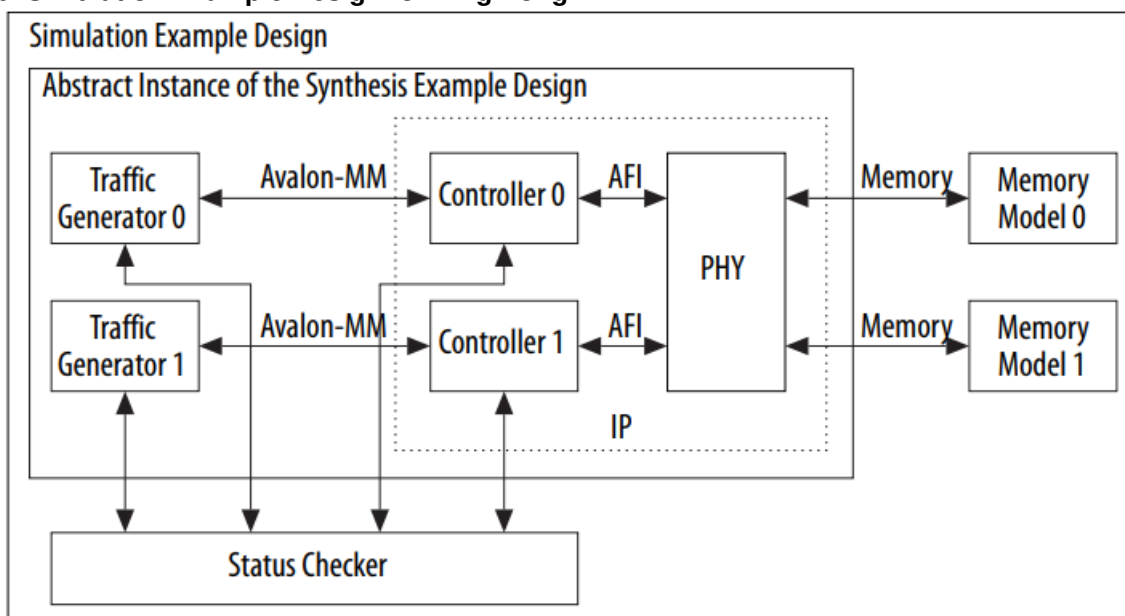 Simulation Example Design
Abstract Instance of the Synthesis Example Design
Traffic
Generator 0
Avalon-MM
Controller 0
AFI
PHY
Memory
Memory
Model 0
Traffic
Generator 1
Avalon-MM
Controller 1
AFI
Memory
Memory
Model 1
IP
Status Checker